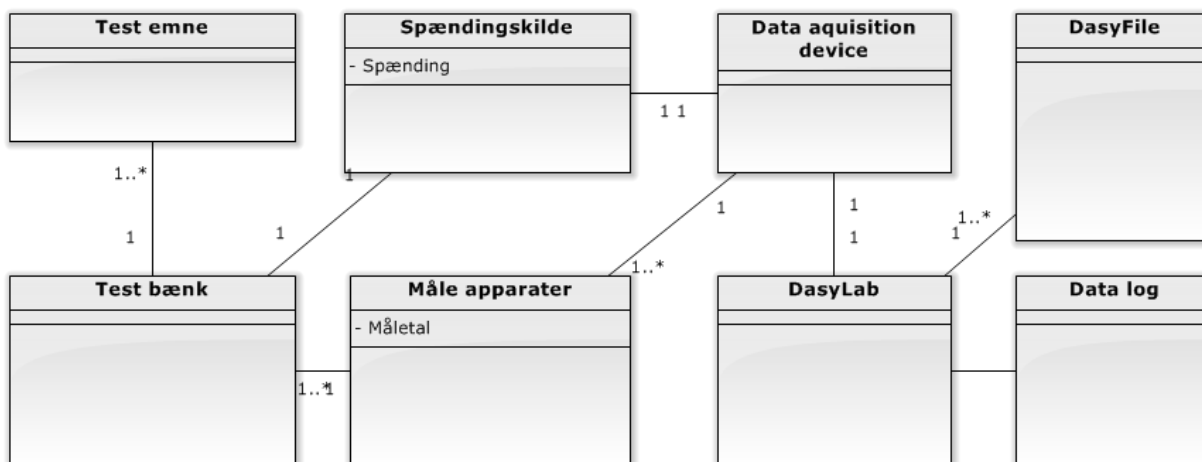 Test emne
Spændingskilde
- Spænding
Data aquisition
device
DasyFile
1 1
1..*
1
1
1
1
1..*
1
1
1..*
1
1
Test bænk
Måle apparater
- Måletal
DasyLab
Data log
1..*
1